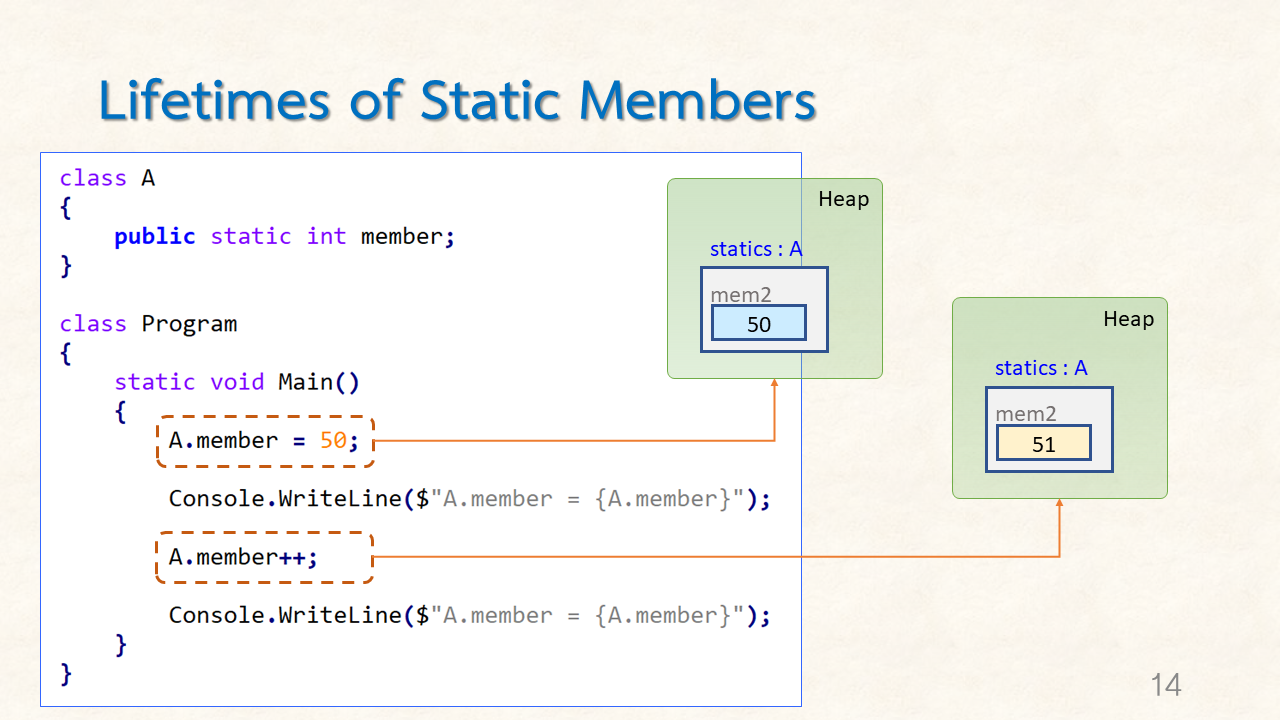 Lifetimes of Static Members
class A
{
    public static int member;
}
class Program
{
    static void Main()
    {
        A.member = 50;
        Console.WriteLine($"A.member = {A.member}");
        A.member++;
        Console.WriteLine($"A.member = {A.member}");
    }
}
Heap
statics : A
mem2
50
Heap
statics : A
mem2
51
14